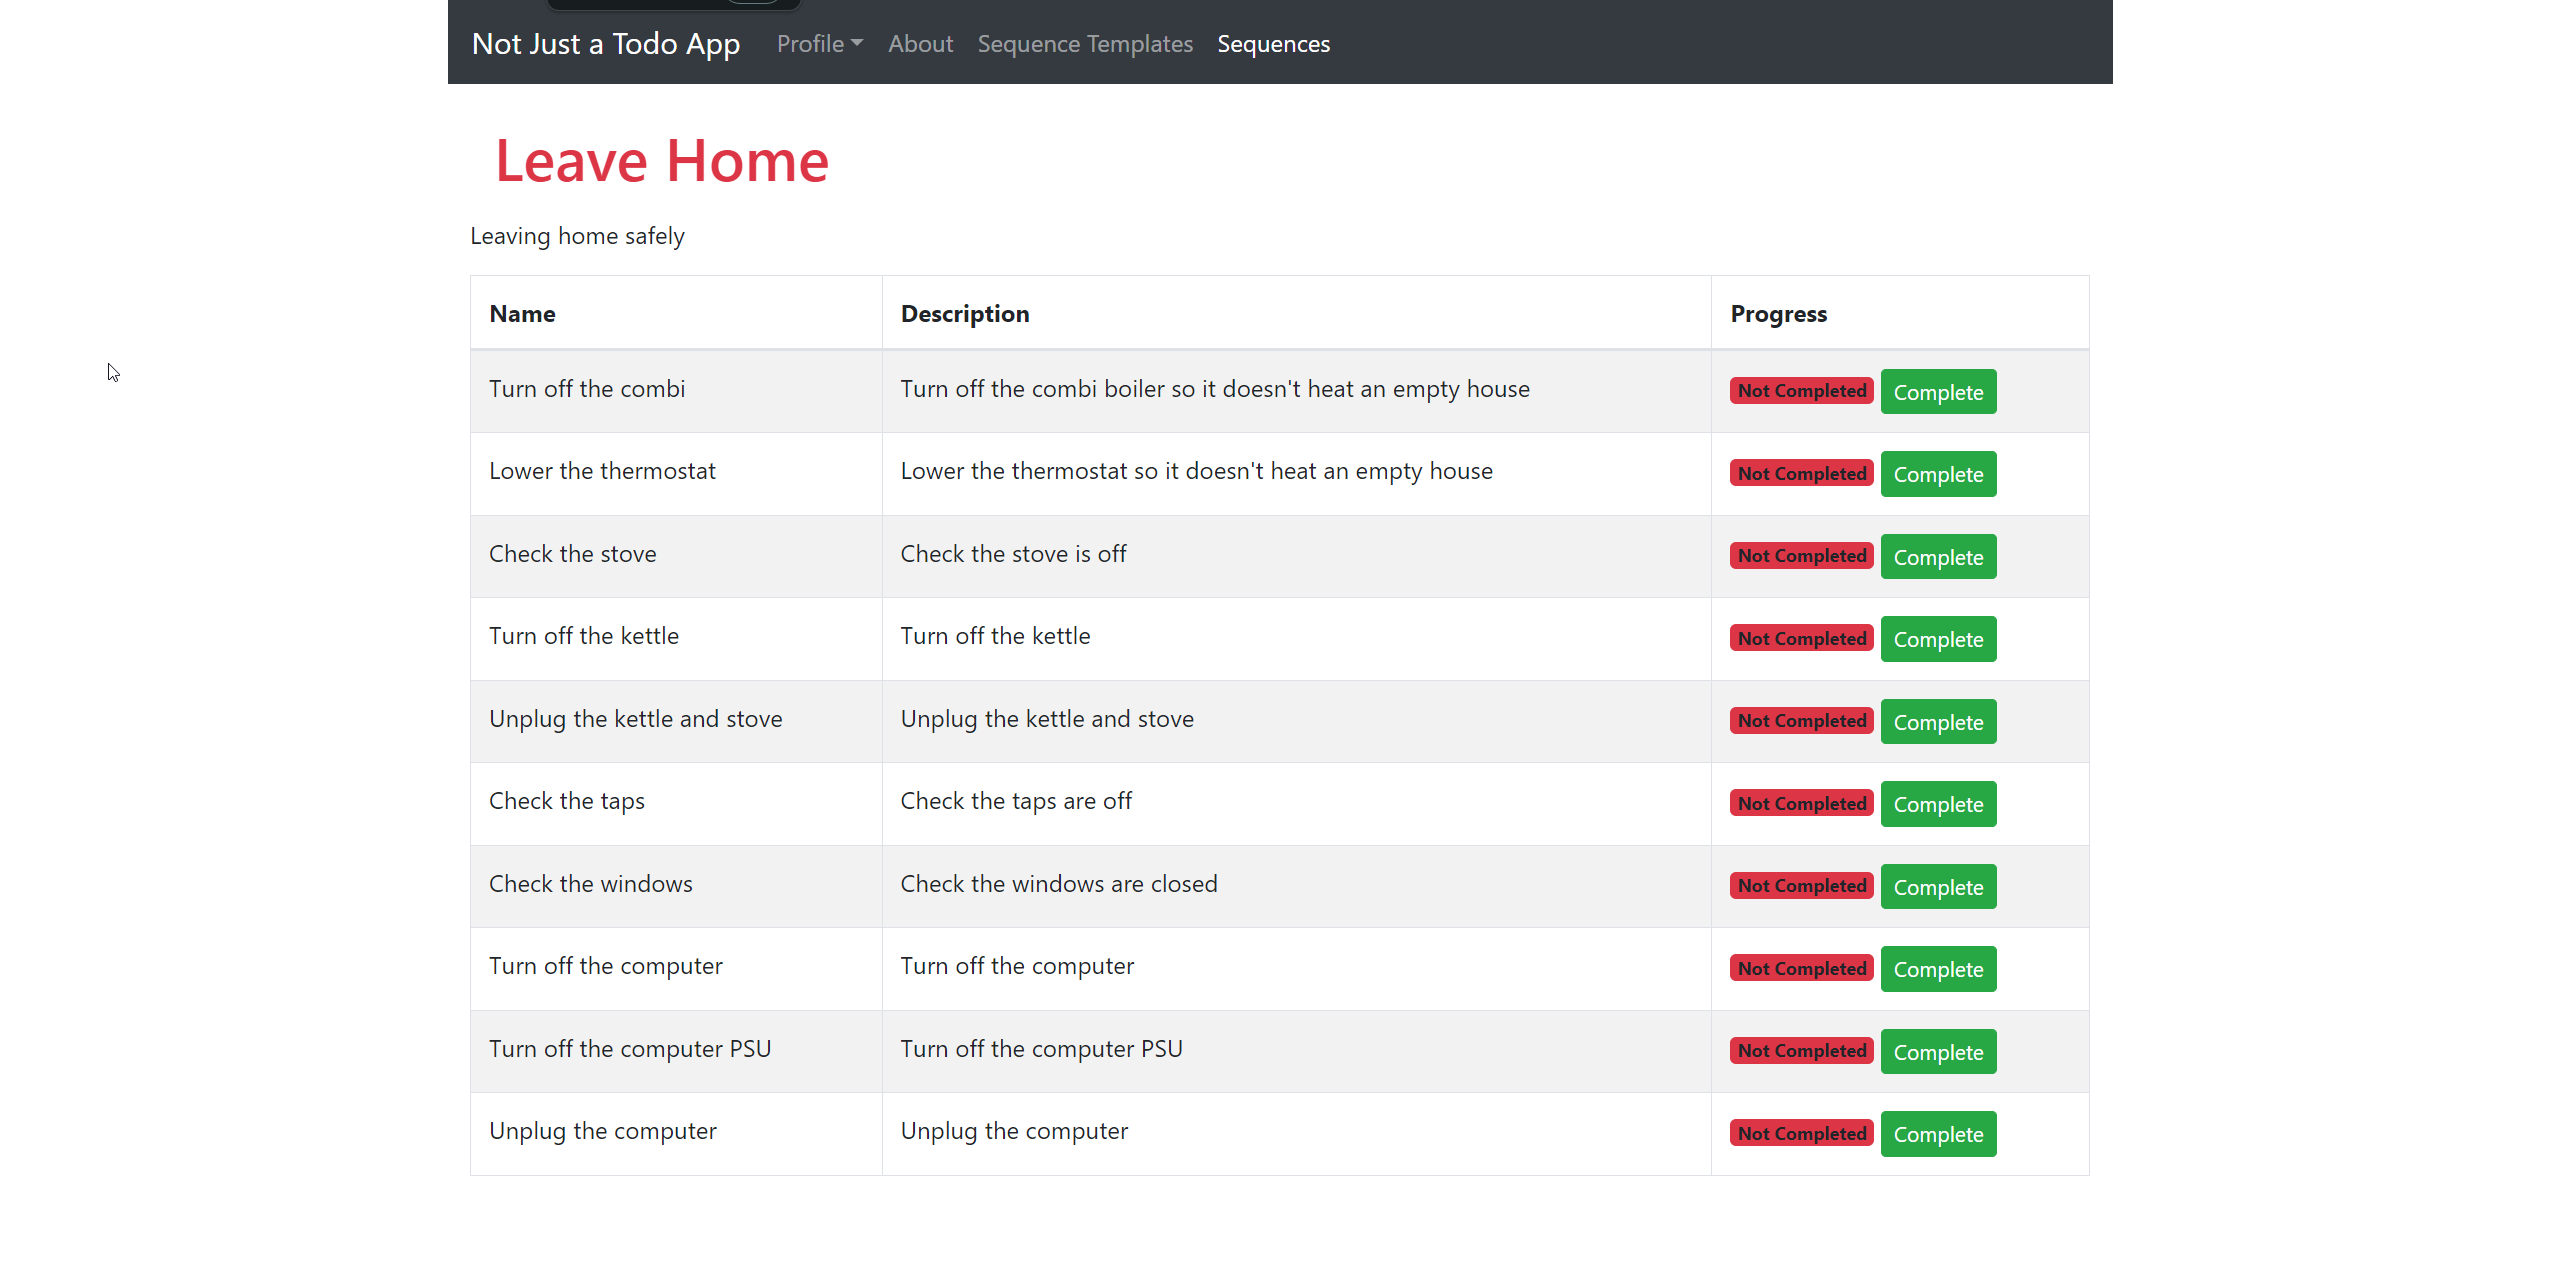 Not Just a Todo App Profile About Sequence Templates Sequences
Leave Home
Leaving home safely
Name Description Progress
Turn off the combi Turn off the combi boiler so it doesn't heat an empty house Not Completed Complete
Lower the thermostat Lower the thermostat so it doesn't heat an empty house Not Completed Complete
Check the stove Check the stove is off Not Completed Complete
Turn off the kettle Turn off the kettle Not Completed Complete
Unplug the kettle and stove Unplug the kettle and stove Not Completed Complete
Check the taps Check the taps are off Not Completed Complete
Check the windows Check the windows are closed Not Completed Complete
Turn off the computer Turn off the computer Not Completed Complete
Turn off the computer PSU Turn off the computer PSU Not Completed Complete
Unplug the computer Unplug the computer Not Completed Complete